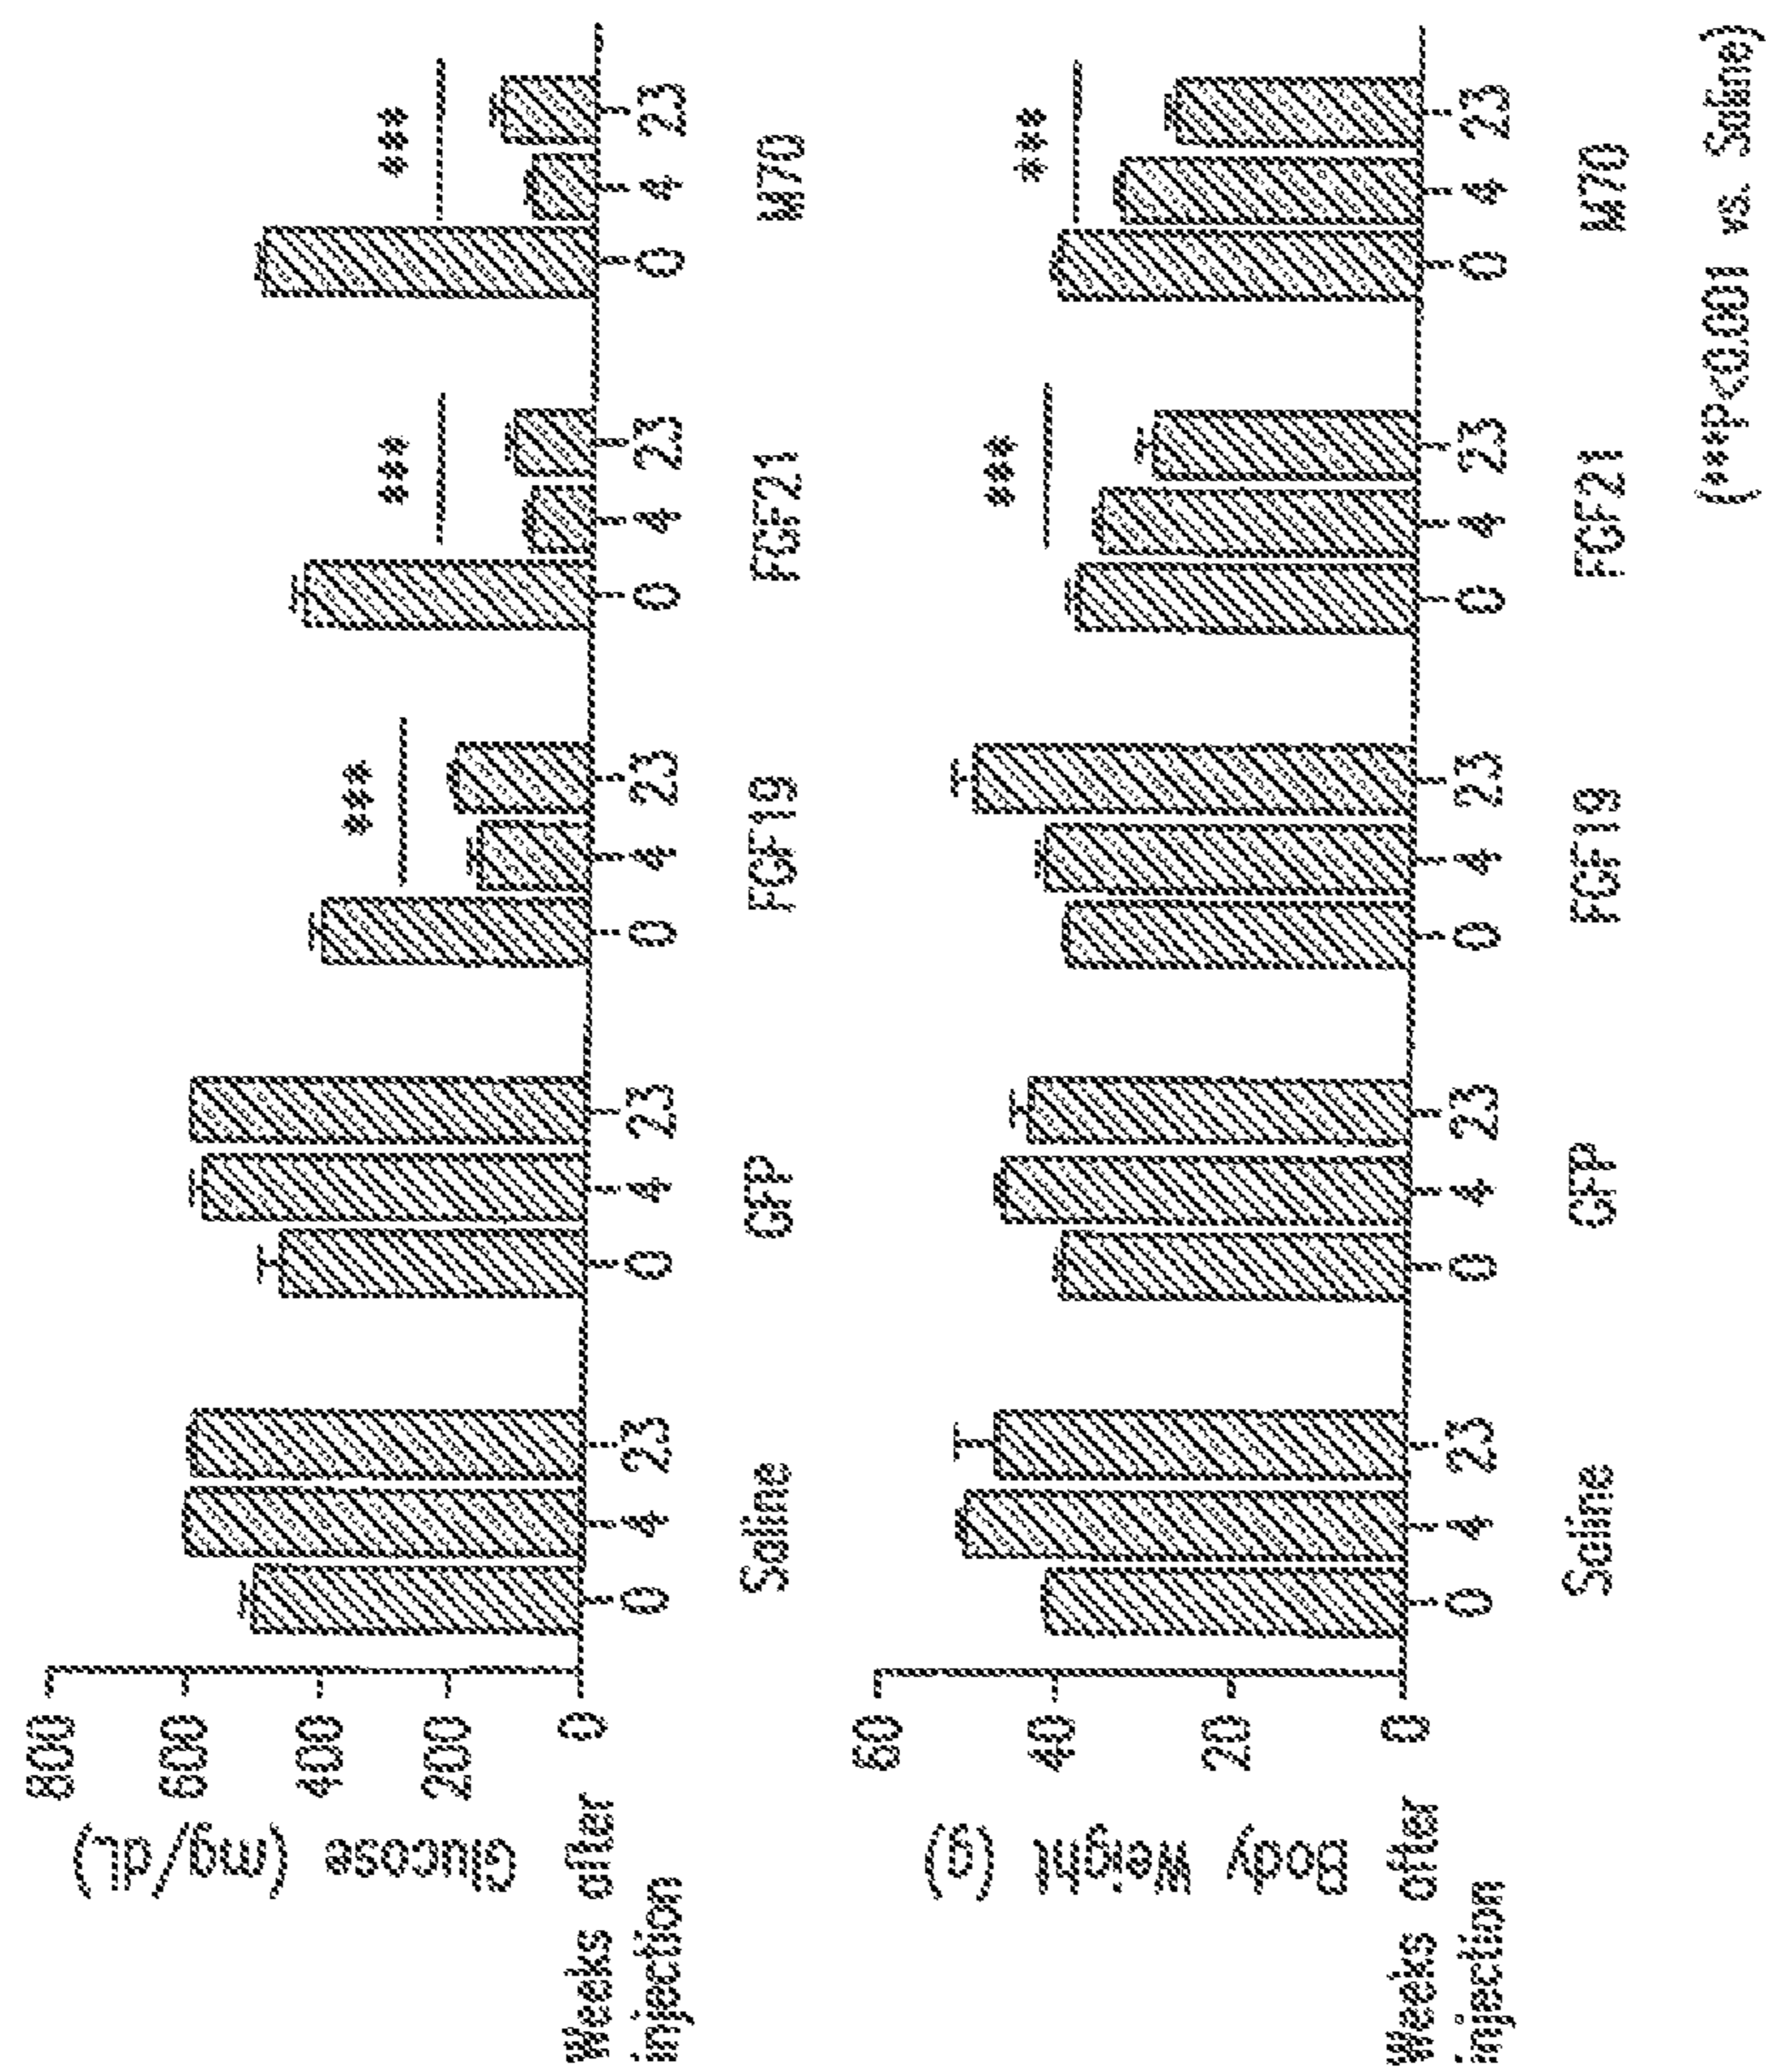 Glucose (mg/dL)
800
600
400
200
0
*** *** ***
Weeks after
injection
0 4 23 0 4 23 0 4 23 0 4 23 0 4 23
Saline GFP FGF19 FGF21 M70
Body Weight (g)
60
40
20
0
*** ***
Weeks after
injection
0 4 23 0 4 23 0 4 23 0 4 23 0 4 23
Saline GFP FGF19 FGF21 M70
(***P<0.001 vs. Saline)